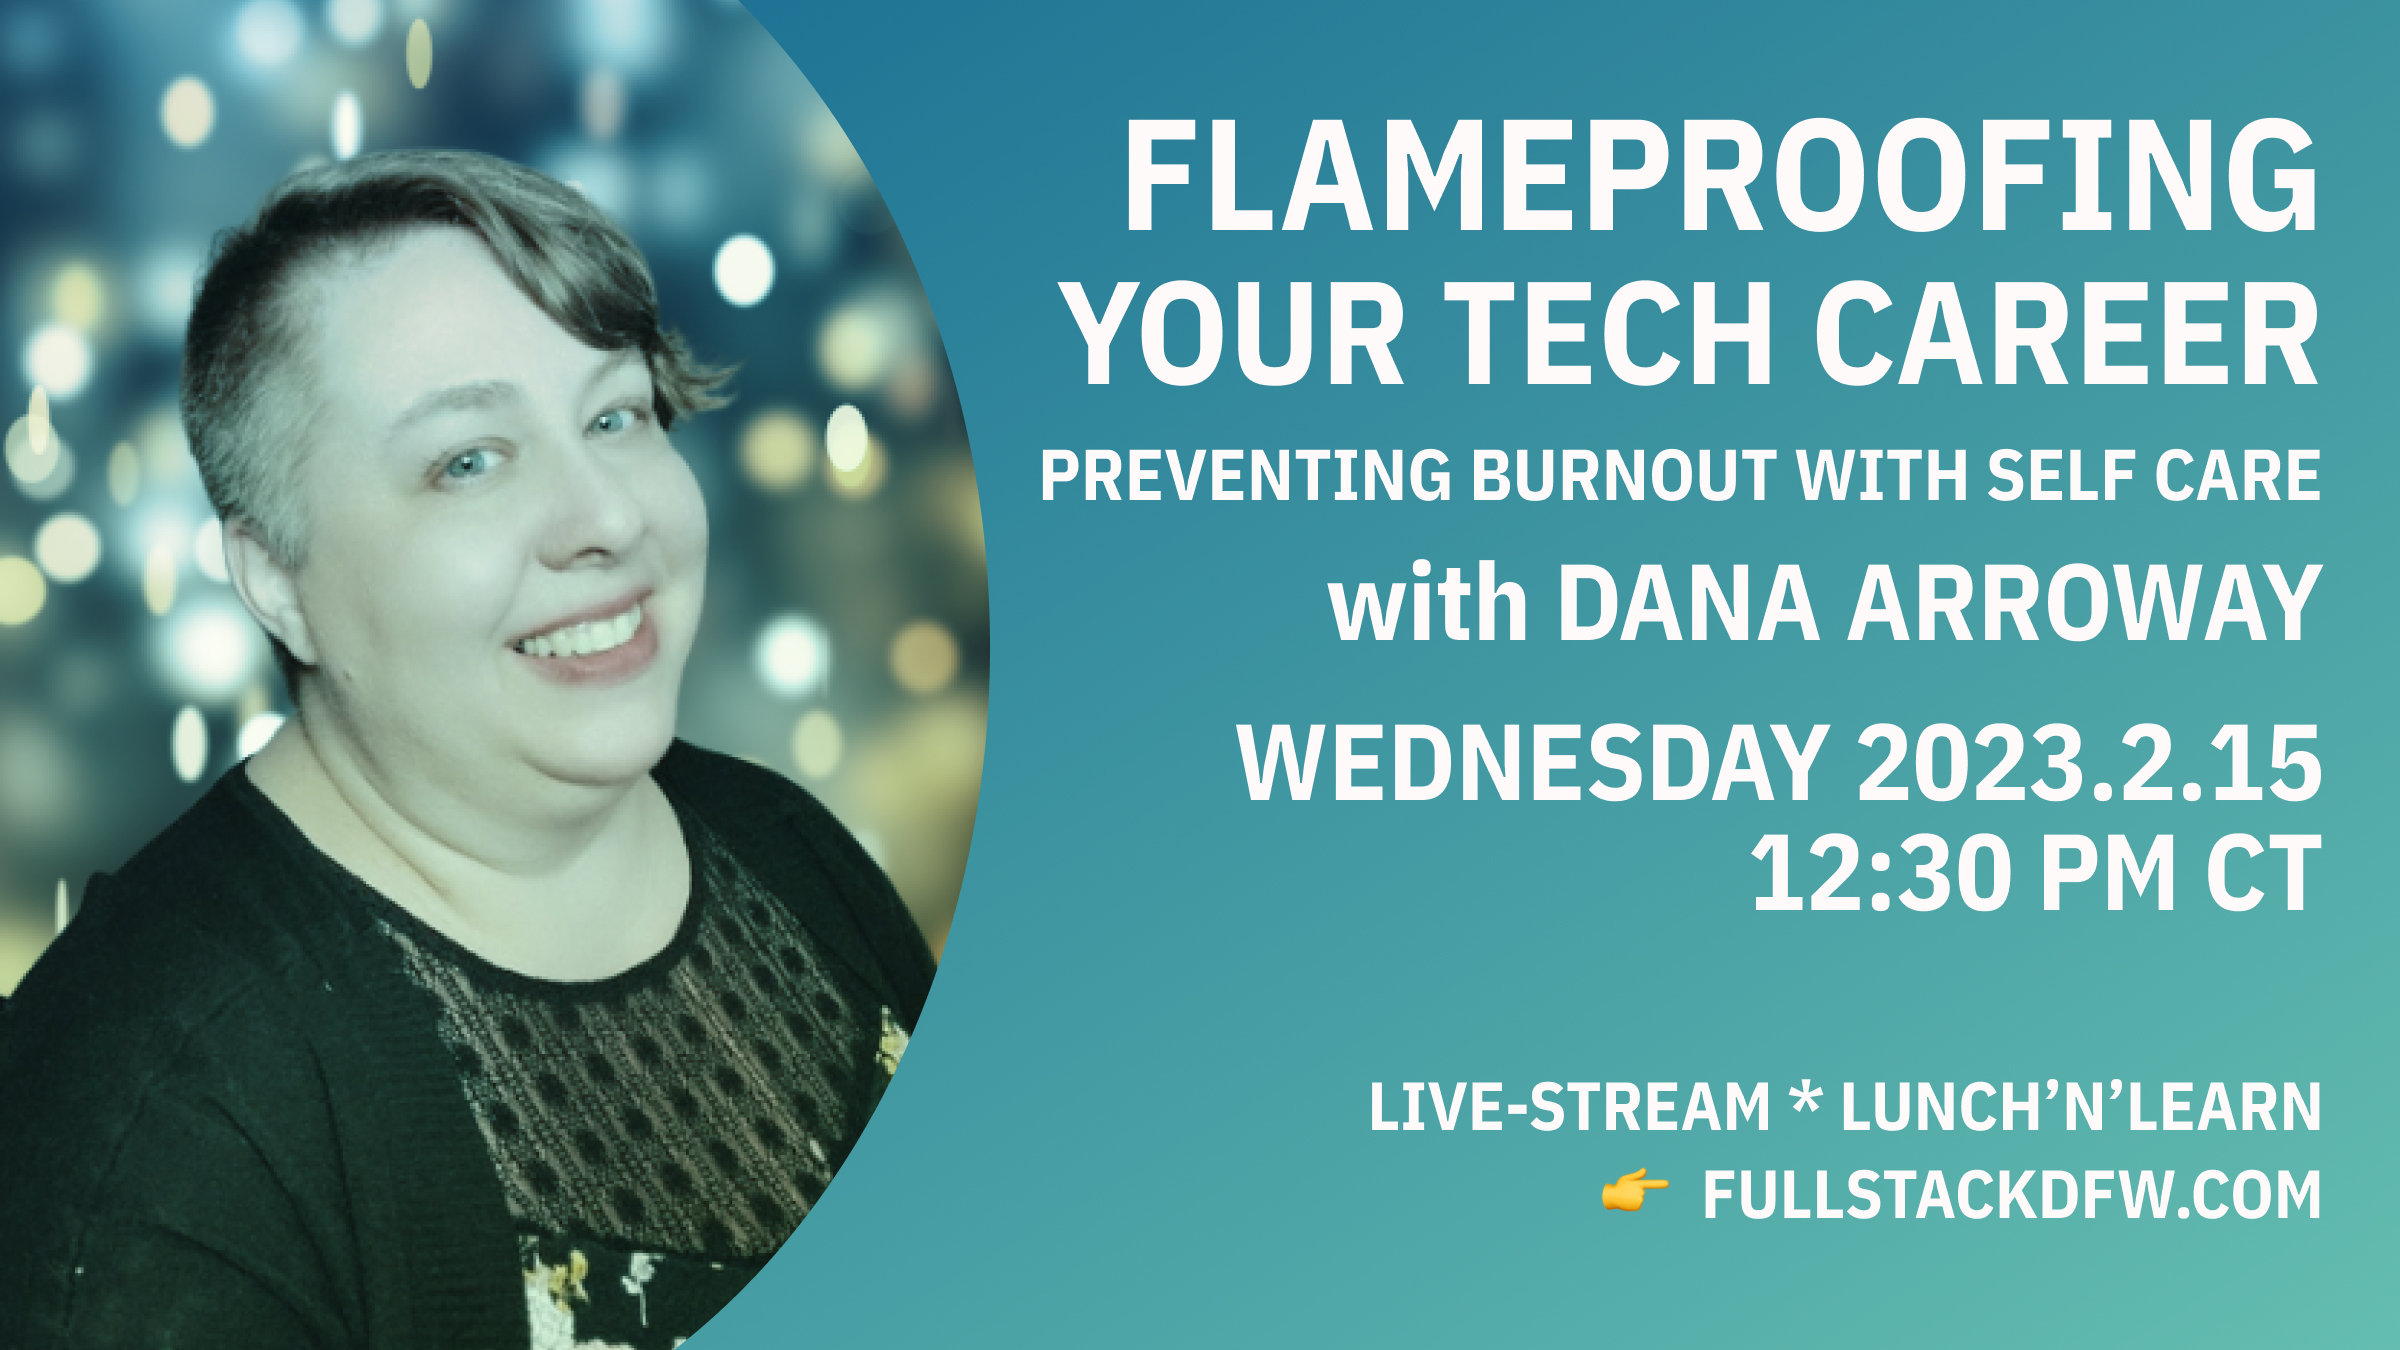 FLAMEPROOFING
YOUR TECH CAREER
PREVENTING BURNOUT WITH SELF CARE
with DANA ARROWAY
WEDNESDAY 2023.2.15
12:30 PM CT
LIVE-STREAM * LUNCH’N’LEARN
👉 FULLSTACKDFW.COM